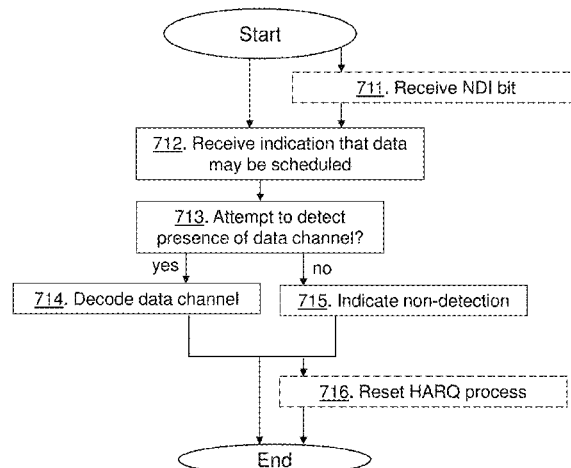 Start
711. Receive NDI bit
712. Receive indication that data
may be scheduled
713. Attempt to detect
presence of data channel?
yes
no
714. Decode data channel
715. Indicate non-detection
716. Reset HARQ process
End